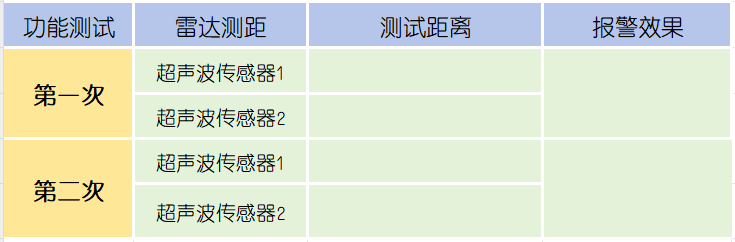 功能测试 雷达测距 测试距离 报警效果
第一次
超声波传感器1
超声波传感器2
第二次
超声波传感器1
超声波传感器2